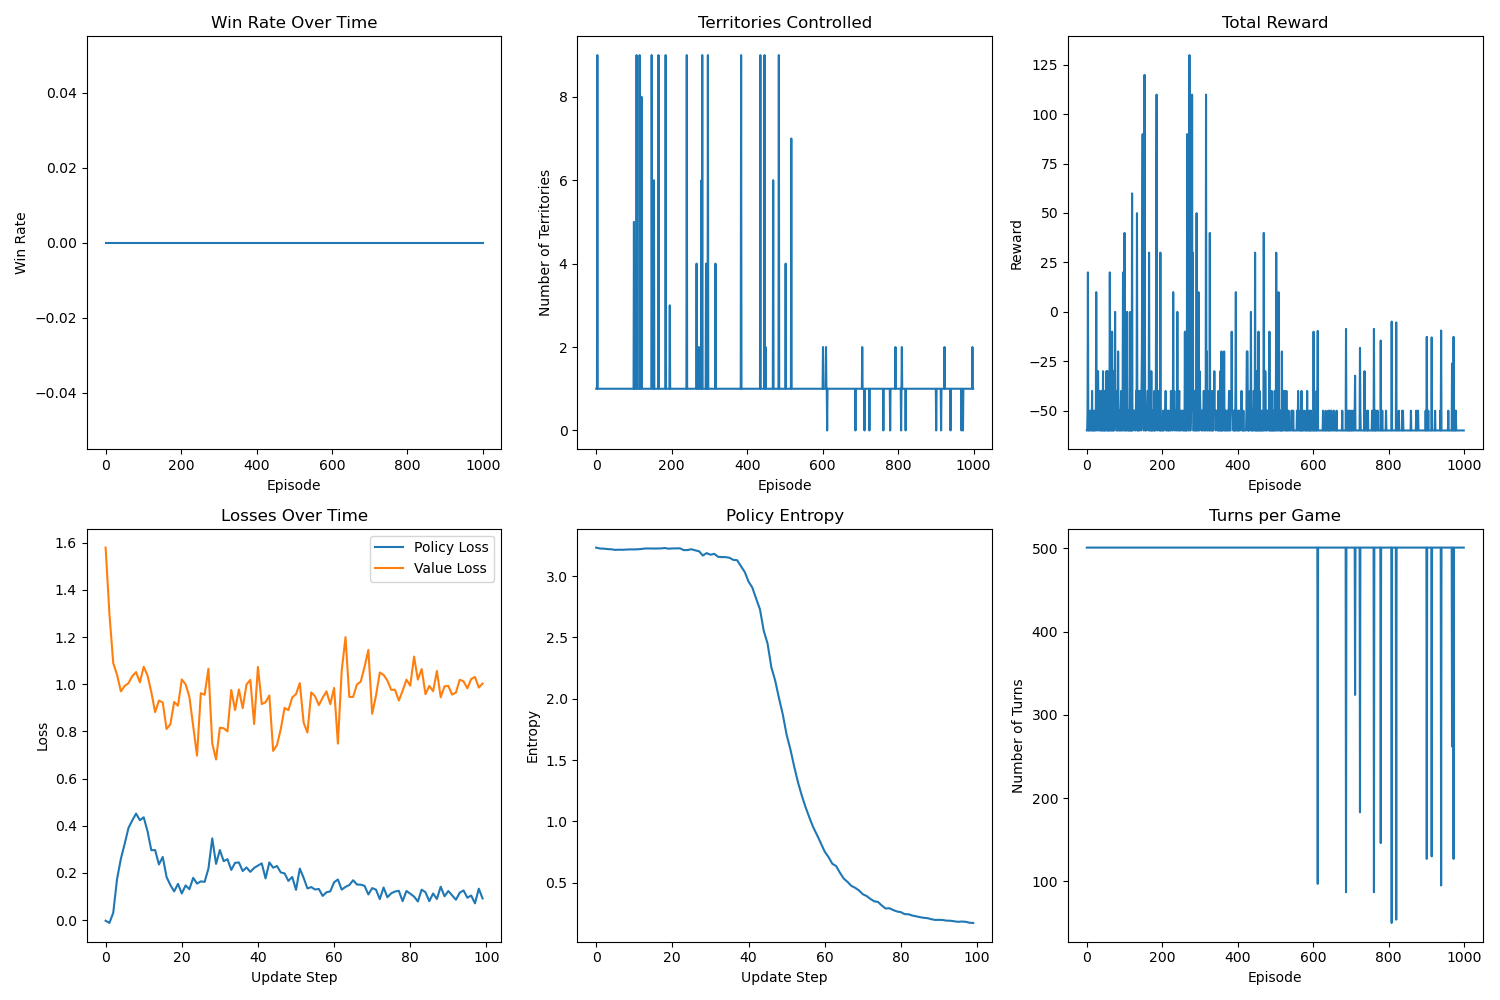 Win Rate Over Time
Win Rate
0.04
0.02
0.00
−0.02
−0.04
0 200 400 600 800 1000
Episode
Territories Controlled
Number of Territories
8
6
4
2
0
0 200 400 600 800 1000
Episode
Total Reward
Reward
125
100
75
50
25
0
−25
−50
0 200 400 600 800 1000
Episode
Losses Over Time
Loss
1.6
1.4
1.2
1.0
0.8
0.6
0.4
0.2
0.0
Policy Loss
Value Loss
0 20 40 60 80 100
Update Step
Policy Entropy
Entropy
3.0
2.5
2.0
1.5
1.0
0.5
0 20 40 60 80 100
Update Step
Turns per Game
Number of Turns
500
400
300
200
100
0 200 400 600 800 1000
Episode